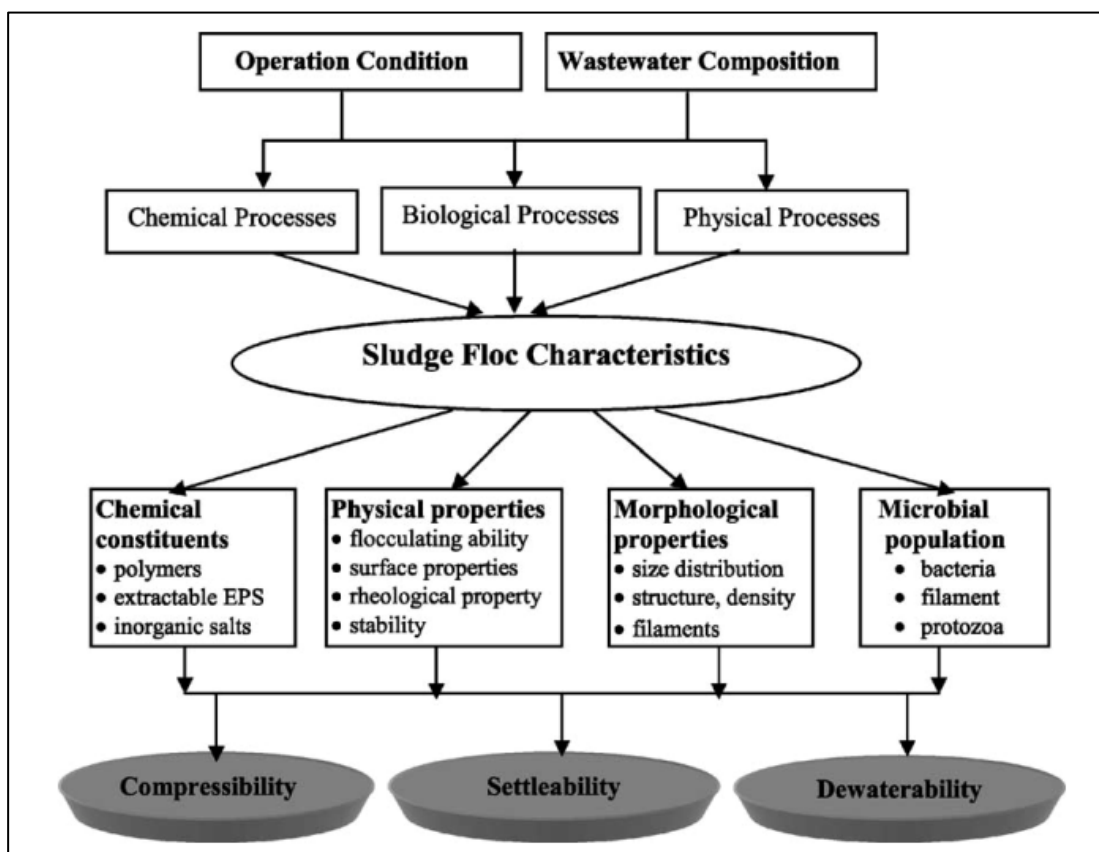 Operation Condition
Wastewater Composition
Chemical Processes
Biological Processes
Physical Processes
Sludge Floc Characteristics
Chemical
constituents
• polymers
• extractable EPS
• inorganic salts
Physical properties
• flocculating ability
• surface properties
• rheological property
• stability
Morphological
properties
• size distribution
• structure, density
• filaments
Microbial
population
• bacteria
• filament
• protozoa
Compressibility
Settleability
Dewaterability